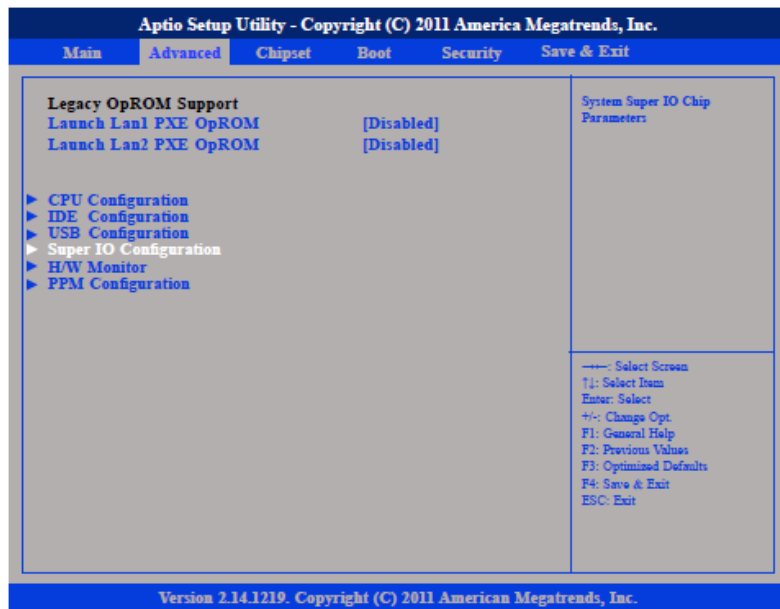 Aptio Setup Utility - Copyright (C) 2011 America Megatrends, Inc.
Main Advanced Chipset Boot Security Save & Exit
Legacy OpROM Support
Launch Lan1 PXE OpROM [Disabled]
Launch Lan2 PXE OpROM [Disabled]
► CPU Configuration
► IDE Configuration
► USB Configuration
► Super IO Configuration
► H/W Monitor
► PPM Configuration
System Super IO Chip
Parameters
→←: Select Screen
↑↓: Select Item
Enter: Select
+/-: Change Opt.
F1: General Help
F2: Previous Values
F3: Optimized Defaults
F4: Save & Exit
ESC: Exit
Version 2.14.1219. Copyright (C) 2011 American Megatrends, Inc.